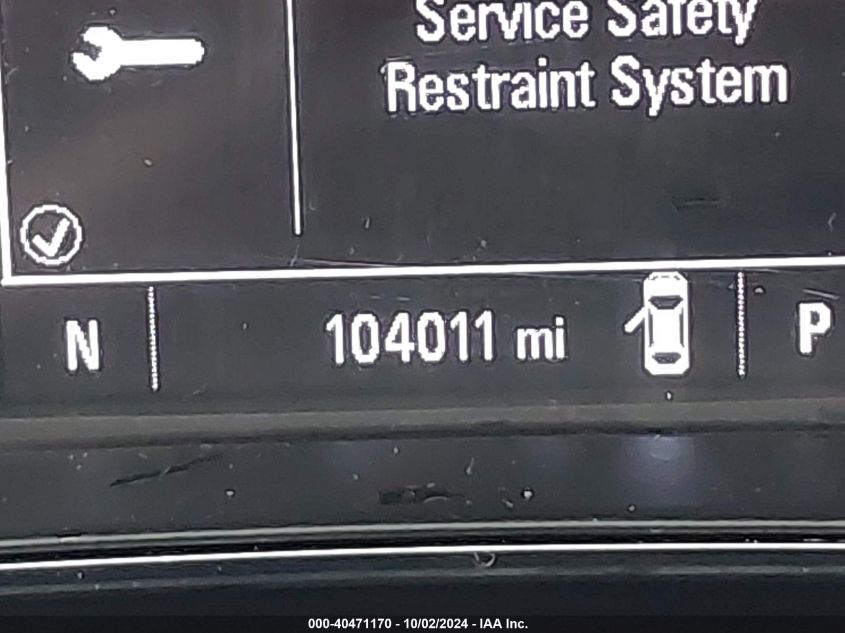 Service Safety
Restraint System
N 104011 mi P
000-40471170 - 10/02/2024 - IAA Inc.